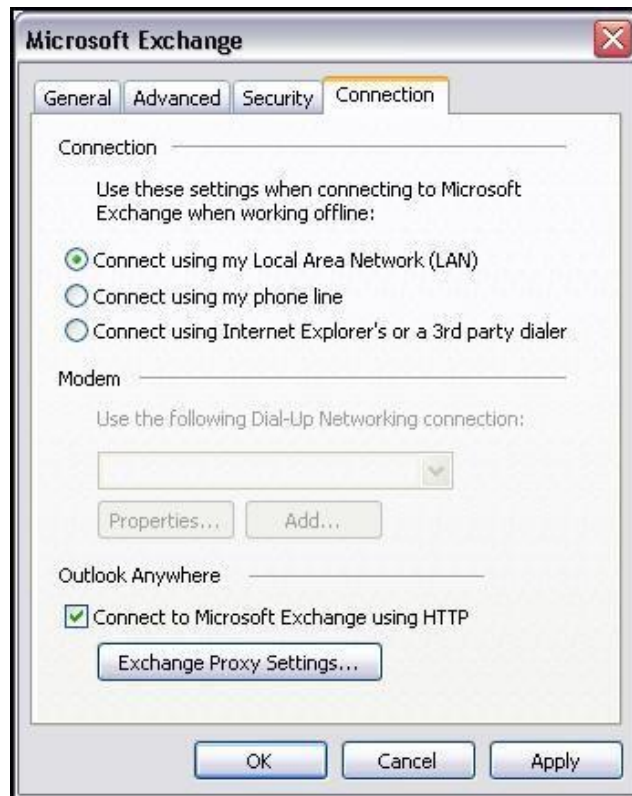 Microsoft Exchange
General
Advanced
Security
Connection
Connection
Use these settings when connecting to Microsoft
Exchange when working offline:
Connect using my Local Area Network (LAN)
Connect using my phone line
Connect using Internet Explorer's or a 3rd party dialer
Modem
Use the following Dial-Up Networking connection:
Properties...
Add...
Outlook Anywhere
Connect to Microsoft Exchange using HTTP
Exchange Proxy Settings...
OK
Cancel
Apply